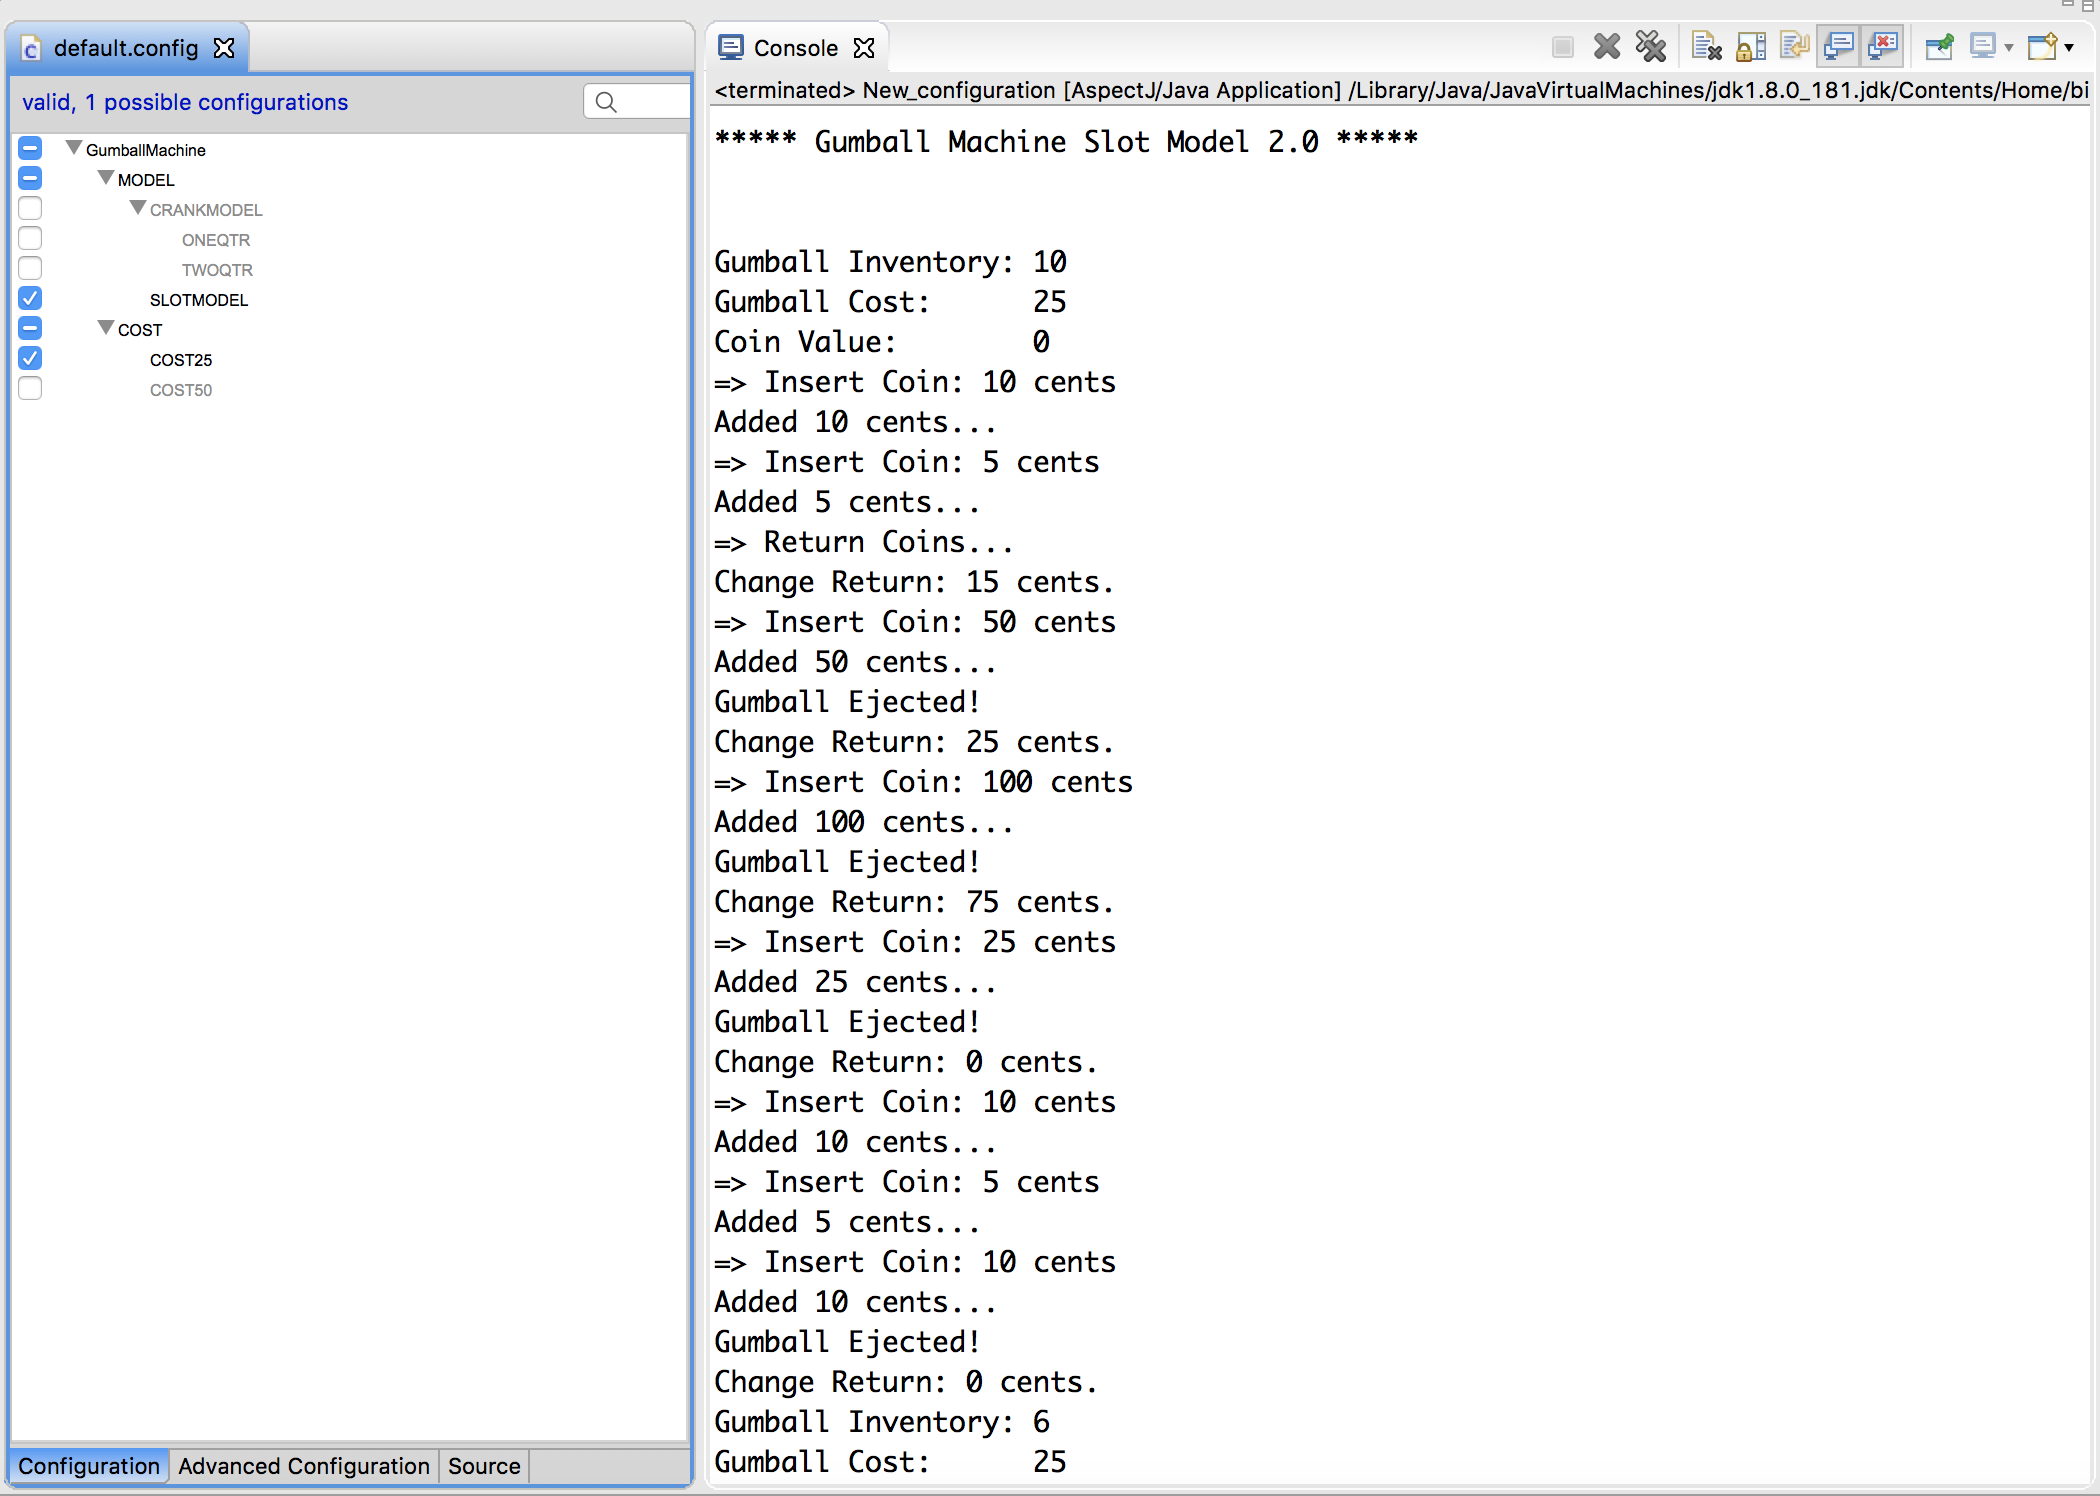 default.config
valid, 1 possible configurations
GumballMachine
MODEL
CRANKMODEL
ONEQTR
TWOQTR
SLOTMODEL
COST
COST25
COST50
Configuration
Advanced Configuration
Source
Console
<terminated> New_configuration [AspectJ/Java Application] /Library/Java/JavaVirtualMachines/jdk1.8.0_181.jdk/Contents/Home/bi
***** Gumball Machine Slot Model 2.0 *****
Gumball Inventory: 10
Gumball Cost: 25
Coin Value: 0
=> Insert Coin: 10 cents
Added 10 cents...
=> Insert Coin: 5 cents
Added 5 cents...
=> Return Coins...
Change Return: 15 cents.
=> Insert Coin: 50 cents
Added 50 cents...
Gumball Ejected!
Change Return: 25 cents.
=> Insert Coin: 100 cents
Added 100 cents...
Gumball Ejected!
Change Return: 75 cents.
=> Insert Coin: 25 cents
Added 25 cents...
Gumball Ejected!
Change Return: 0 cents.
=> Insert Coin: 10 cents
Added 10 cents...
=> Insert Coin: 5 cents
Added 5 cents...
=> Insert Coin: 10 cents
Added 10 cents...
Gumball Ejected!
Change Return: 0 cents.
Gumball Inventory: 6
Gumball Cost: 25